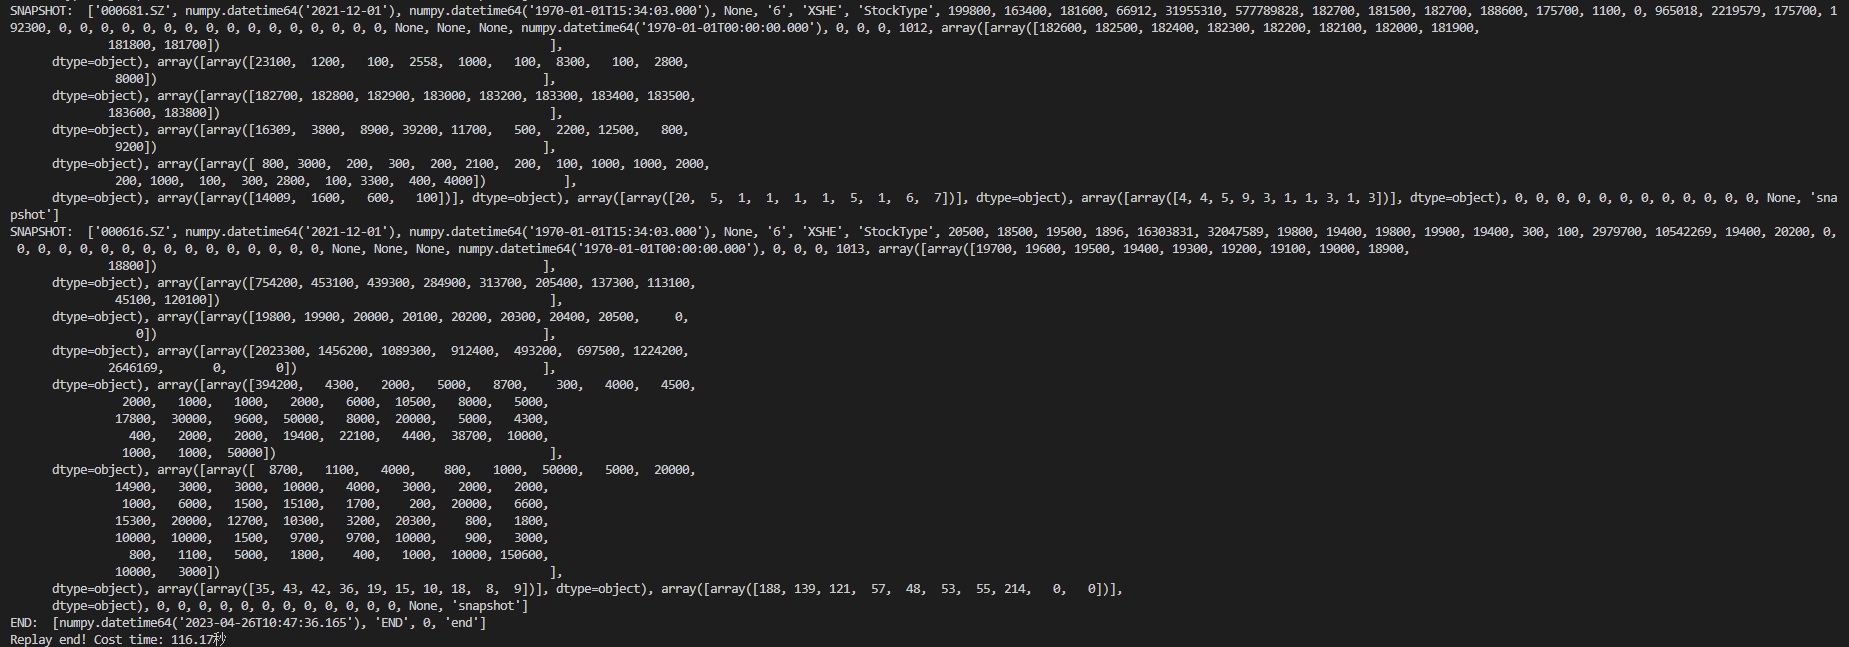 SNAPSHOT:  ['000681.SZ', numpy.datetime64('2021-12-01'), numpy.datetime64('1970-01-01T15:34:03.000'), None, '6', 'XSHE', 'StockType', 199800, 163400, 181600, 66912, 31955310, 577789828, 182700, 181500, 182700, 188600, 175700, 1100, 0, 965018, 2219579, 175700, 1
92300, 0, 0, 0, 0, 0, 0, 0, 0, 0, 0, 0, 0, 0, 0, 0, 0, None, None, None, numpy.datetime64('1970-01-01T00:00:00.000'), 0, 0, 0, 1012, array([array([182600, 182500, 182400, 182300, 182200, 182100, 182000, 181900,
181800, 181700]) ],
dtype=object), array([array([23100, 1200, 100, 2558, 1000, 100, 8300, 100, 2800,
8000]) ],
dtype=object), array([array([182700, 182800, 182900, 183000, 183200, 183300, 183400, 183500,
183600, 183800]) ],
dtype=object), array([array([16309, 3800, 8900, 39200, 11700, 500, 2200, 12500, 800,
9200]) ],
dtype=object), array([array([ 800, 3000, 200, 300, 200, 2100, 200, 100, 1000, 1000, 2000,
200, 1000, 100, 300, 2800, 100, 3300, 400, 4000]) ],
dtype=object), array([array([14009, 1600, 600, 100])], dtype=object), array([array([20, 5, 1, 1, 1, 1, 5, 1, 6, 7])], dtype=object), array([array([4, 4, 5, 9, 3, 1, 1, 3, 1, 3])], dtype=object), 0, 0, 0, 0, 0, 0, 0, 0, 0, 0, 0, 0, None, 'sna
pshot']
SNAPSHOT:  ['000616.SZ', numpy.datetime64('2021-12-01'), numpy.datetime64('1970-01-01T15:34:03.000'), None, '6', 'XSHE', 'StockType', 20500, 18500, 19500, 1896, 16303831, 32047589, 19800, 19400, 19800, 19900, 19400, 300, 100, 2979700, 10542269, 19400, 20200, 0,
0, 0, 0, 0, 0, 0, 0, 0, 0, 0, 0, 0, 0, 0, 0, None, None, None, numpy.datetime64('1970-01-01T00:00:00.000'), 0, 0, 0, 1013, array([array([19700, 19600, 19500, 19400, 19300, 19200, 19100, 19000, 18900,
18800]) ],
dtype=object), array([array([754200, 453100, 439300, 284900, 313700, 205400, 137300, 113100,
45100, 120100]) ],
dtype=object), array([array([19800, 19900, 20000, 20100, 20200, 20300, 20400, 20500, 0,
0]) ],
dtype=object), array([array([2023300, 1456200, 1089300, 912400, 493200, 697500, 1224200,
2646169, 0, 0]) ],
dtype=object), array([array([394200, 4300, 2000, 5000, 8700, 300, 4000, 4500,
2000, 1000, 1000, 2000, 6000, 10500, 8000, 5000,
17800, 30000, 9600, 50000, 8000, 20000, 5000, 4300,
400, 2000, 2000, 19400, 22100, 4400, 38700, 10000,
1000, 1000, 50000]) ],
dtype=object), array([array([ 8700, 1100, 4000, 800, 1000, 50000, 5000, 20000,
14900, 3000, 3000, 10000, 4000, 3000, 2000, 2000,
1000, 6000, 1500, 15100, 1700, 200, 20000, 6600,
15300, 20000, 12700, 10300, 3200, 20300, 800, 1800,
10000, 10000, 1500, 9700, 9700, 10000, 900, 3000,
800, 1100, 5000, 1800, 400, 1000, 10000, 150600,
10000, 3000]) ],
dtype=object), array([array([35, 43, 42, 36, 19, 15, 10, 18, 8, 9])], dtype=object), array([array([188, 139, 121, 57, 48, 53, 55, 214, 0, 0])],
dtype=object), 0, 0, 0, 0, 0, 0, 0, 0, 0, 0, 0, 0, None, 'snapshot']
END:  [numpy.datetime64('2023-04-26T10:47:36.165'), 'END', 0, 'end']
Replay end! Cost time: 116.17秒